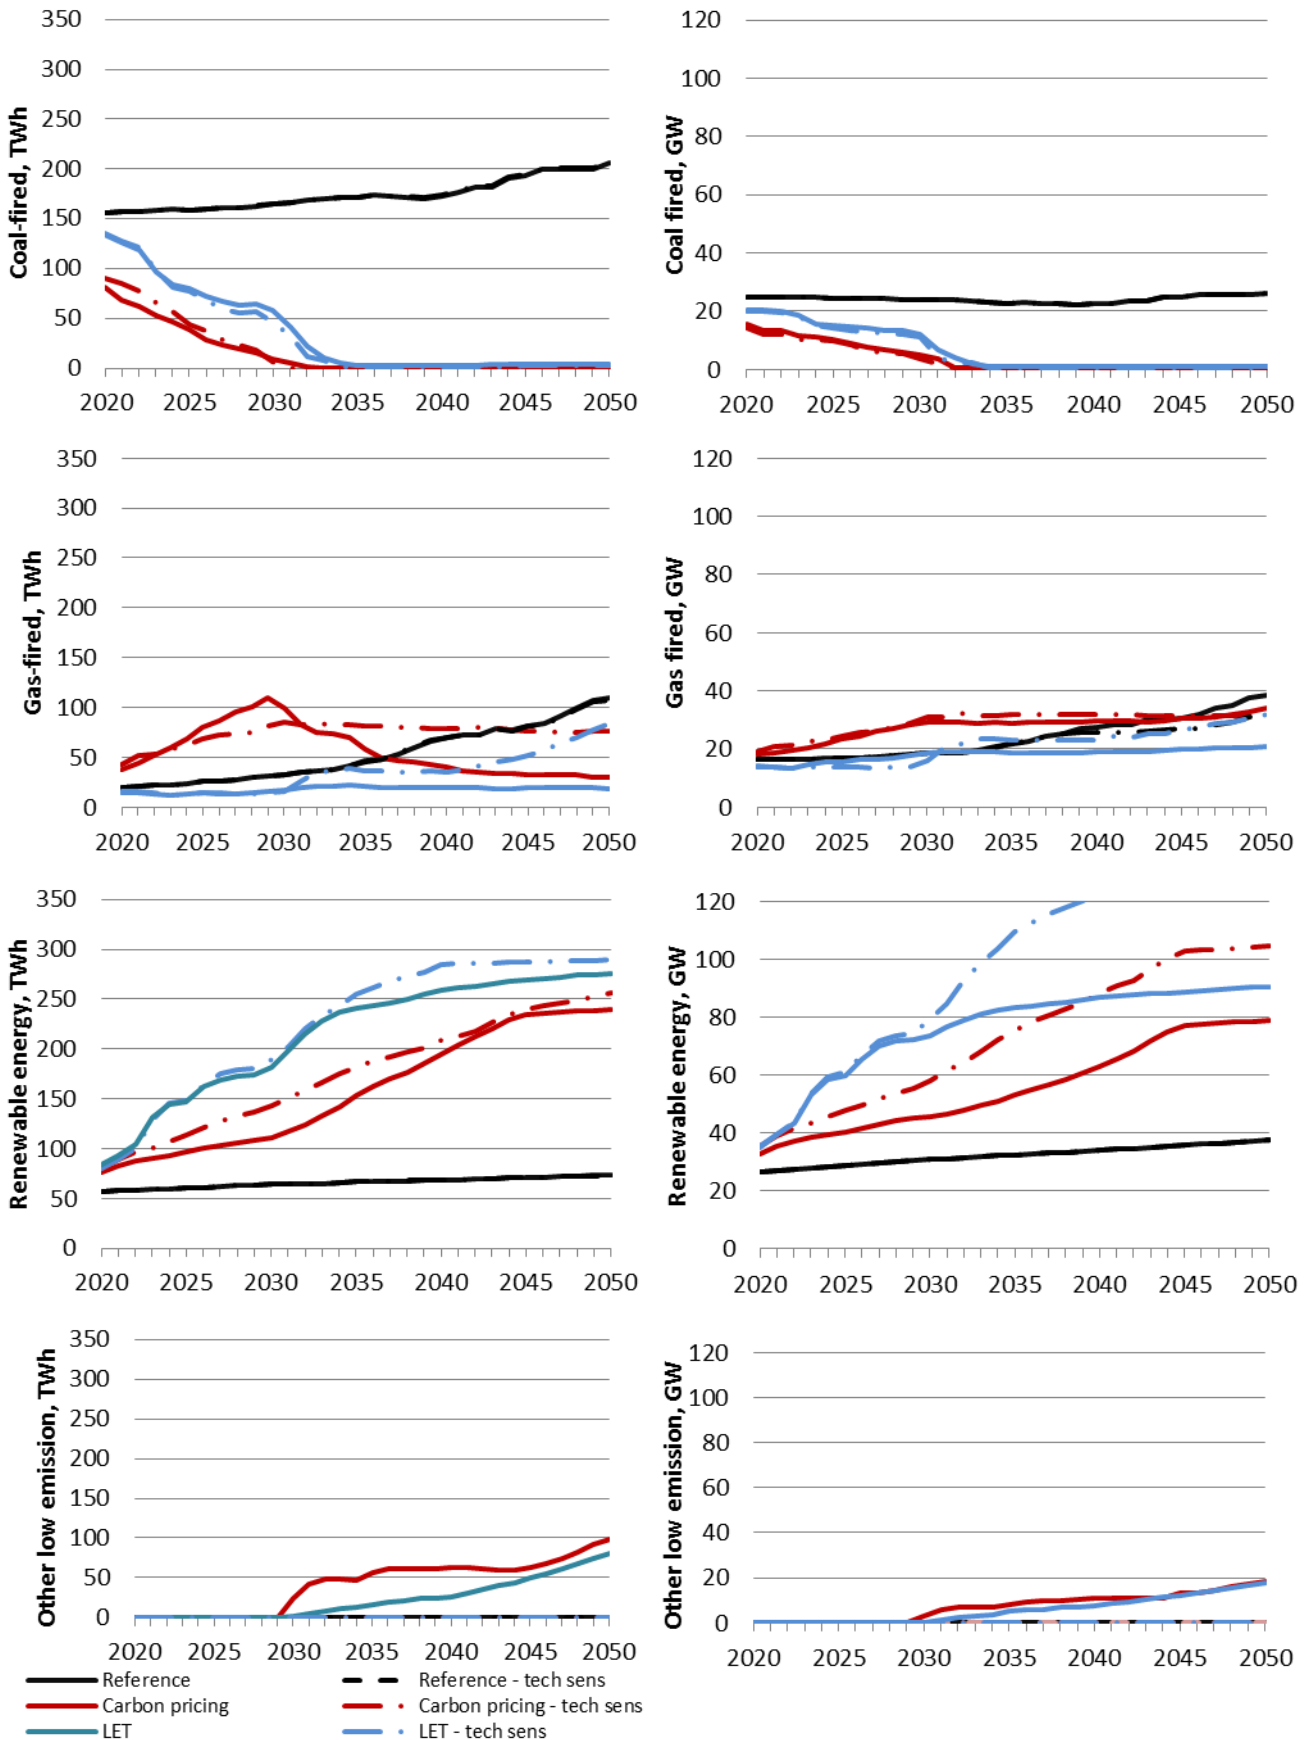 350 120
300 100
250 80
200 60
150 40
100 20
50 0
0
Coal-fired, TWh
Coal fired, GW
2020 2025 2030 2035 2040 2045 2050 2020 2025 2030 2035 2040 2045 2050
350 120
300 100
250 80
200 60
150 40
100 20
50 0
0
Gas-fired, TWh
Gas fired, GW
2020 2025 2030 2035 2040 2045 2050 2020 2025 2030 2035 2040 2045 2050
350 120
300 100
250 80
200 60
150 40
100 20
50 0
0
Renewable energy, TWh
Renewable energy, GW
2020 2025 2030 2035 2040 2045 2050 2020 2025 2030 2035 2040 2045 2050
350 120
300 100
250 80
200 60
150 40
100 20
50 0
0
Other low emission, TWh
Other low emission, GW
2020 2025 2030 2035 2040 2045 2050 2020 2025 2030 2035 2040 2045 2050
Reference Reference - tech sens
Carbon pricing Carbon pricing - tech sens
LET LET - tech sens